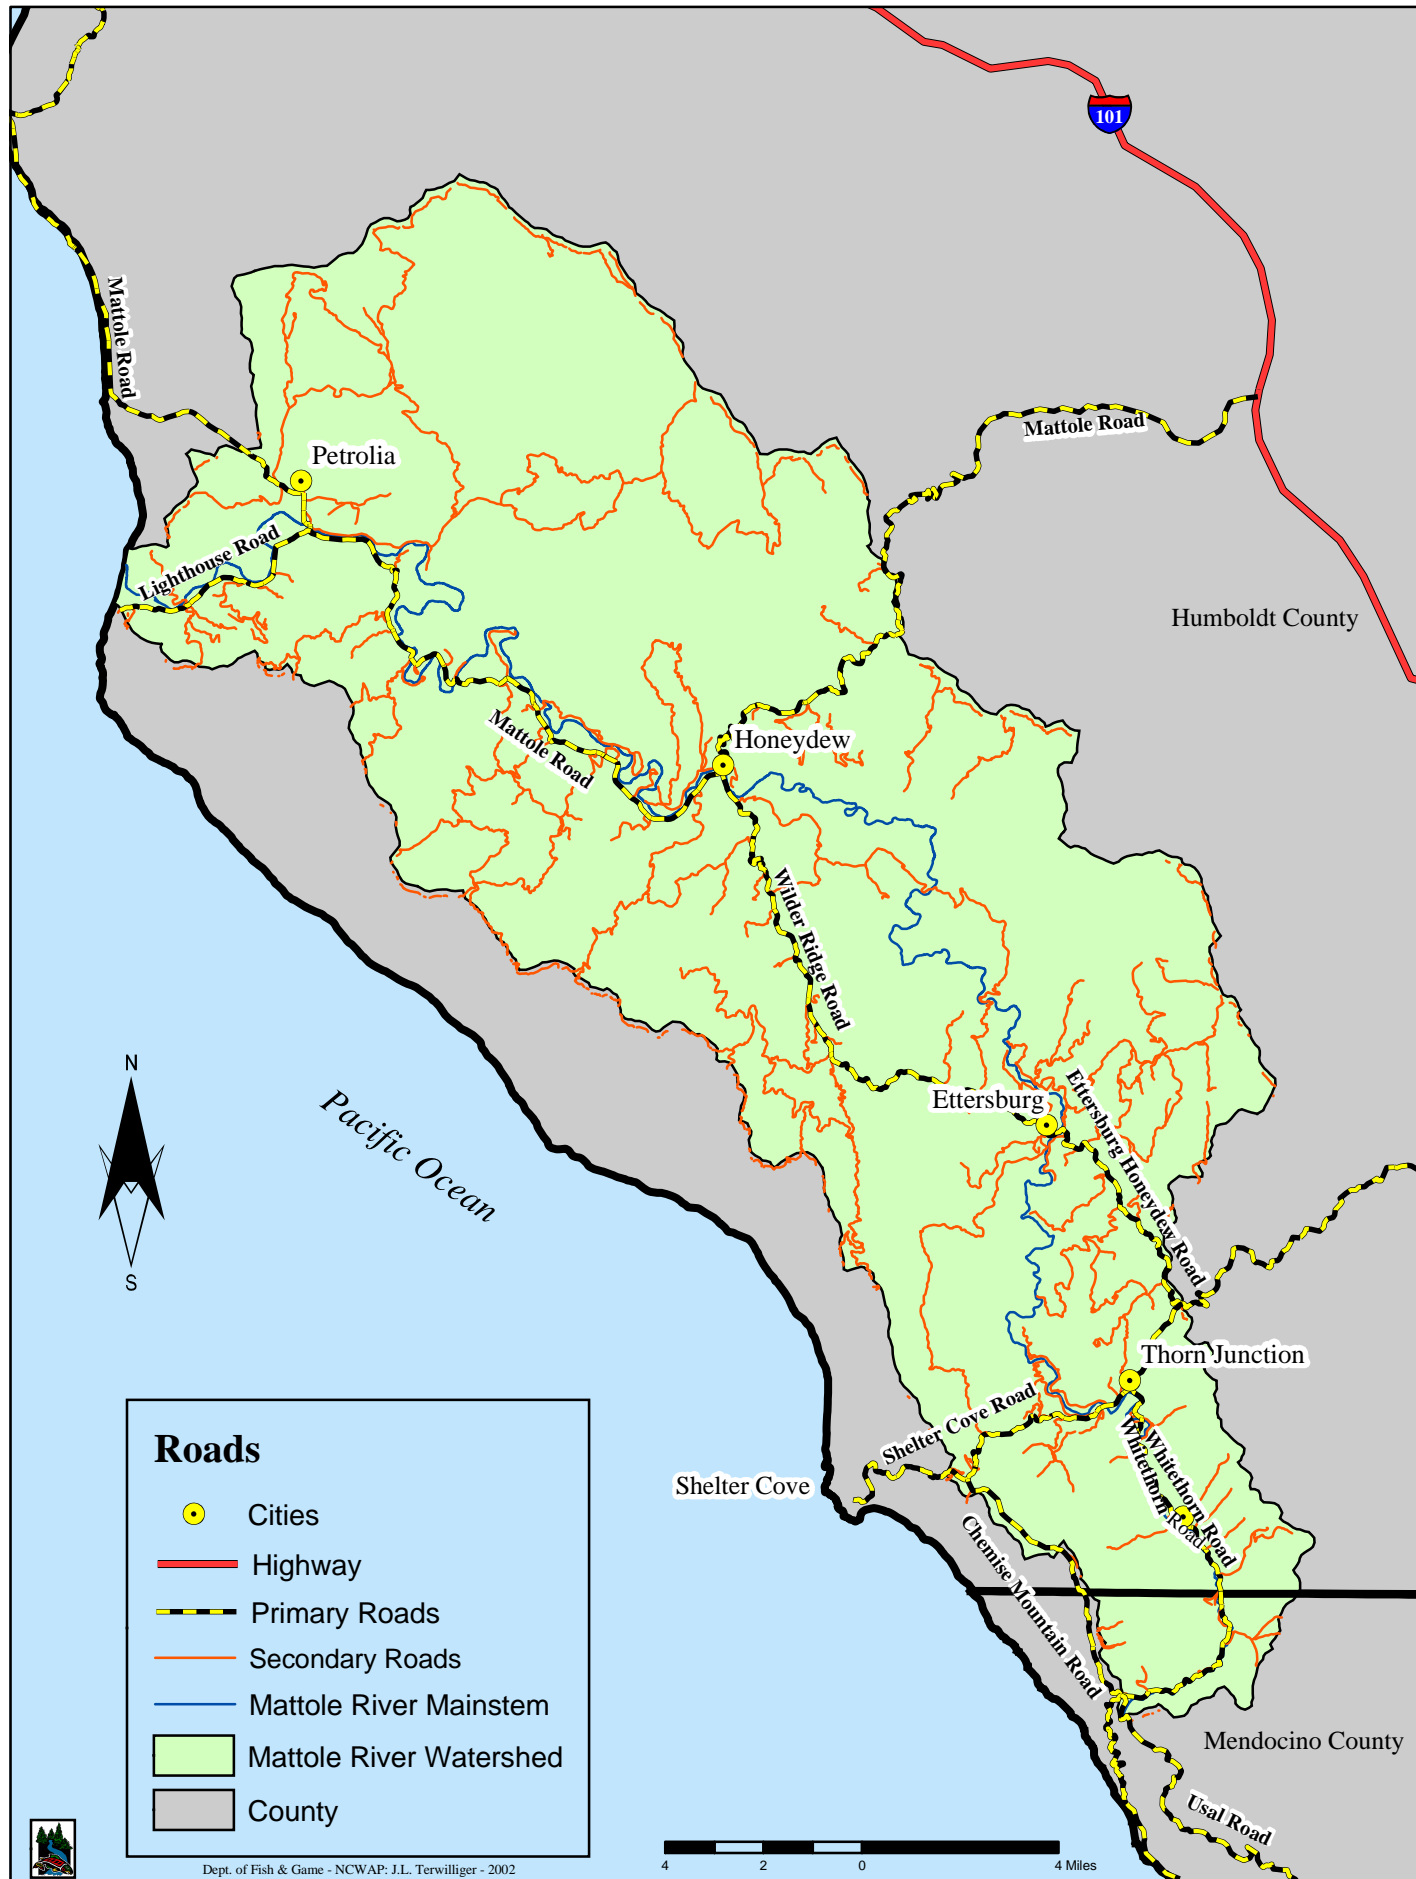 101
Mattole Road
Mattole Road
Petrolia
Lighthouse Road
Humboldt County
Honeydew
Mattole Road
Wilder Ridge Road
N
S
Pacific Ocean
Ettersburg
Ettersburg Honeydew Road
Thorn Junction
Shelter Cove Road
Shelter Cove
Whitethorn Road
Whitethorn Road
Chemise Mountain Road
Mendocino County
Usal Road
Roads
Cities
Highway
Primary Roads
Secondary Roads
Mattole River Mainstem
Mattole River Watershed
County
Dept. of Fish & Game - NCWAP: J.L. Terwilliger - 2002
4 2 0 4 Miles